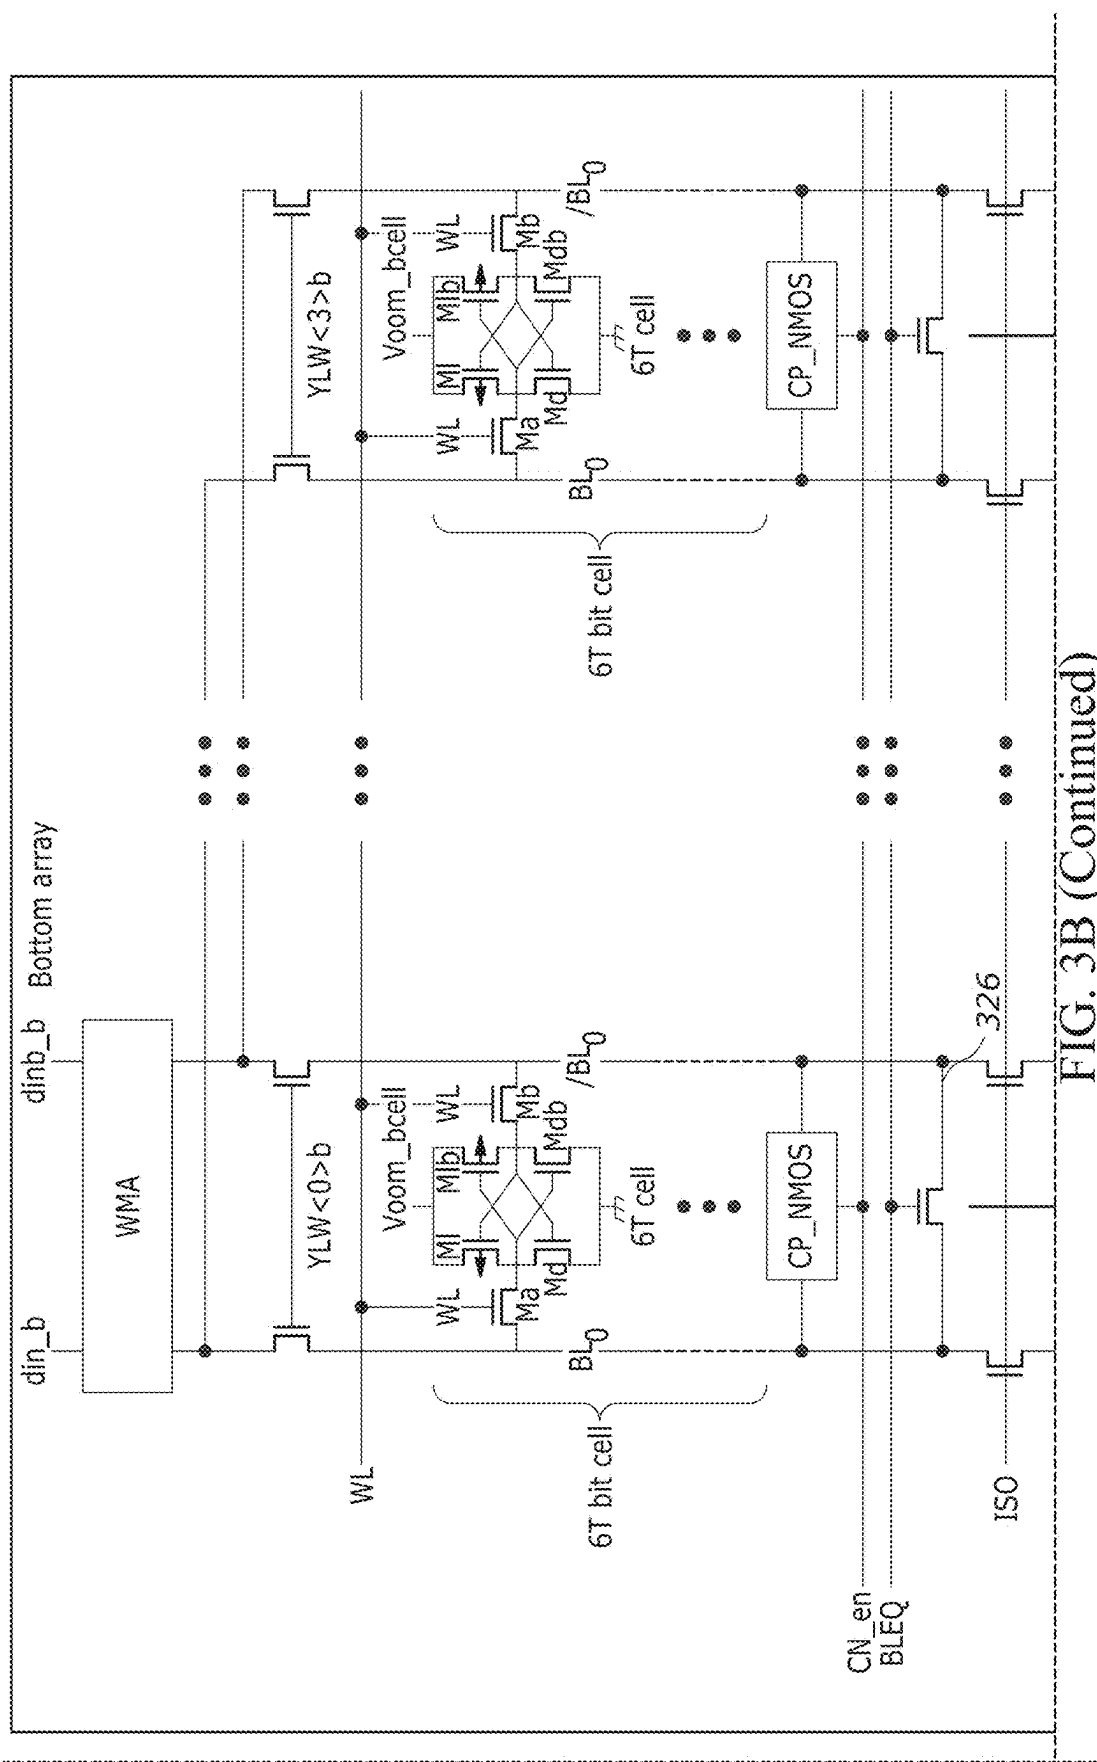 Bottom array
din_b
dinb_b
WMA
YLW<0>b
YLW<3>b
WL
Voom_bcell
Voom_bcell
WL
WL
WL
WL
Ml
Mlb
Ml
Mlb
Ma
Mb
Ma
Mb
Md
Mdb
Md
Mdb
BL0
/BL0
BL0
/BL0
6T bit cell
6T cell
6T bit cell
6T cell
CP_NMOS
CP_NMOS
CN_en
BLEQ
326
ISO
FIG. 3B (Continued)